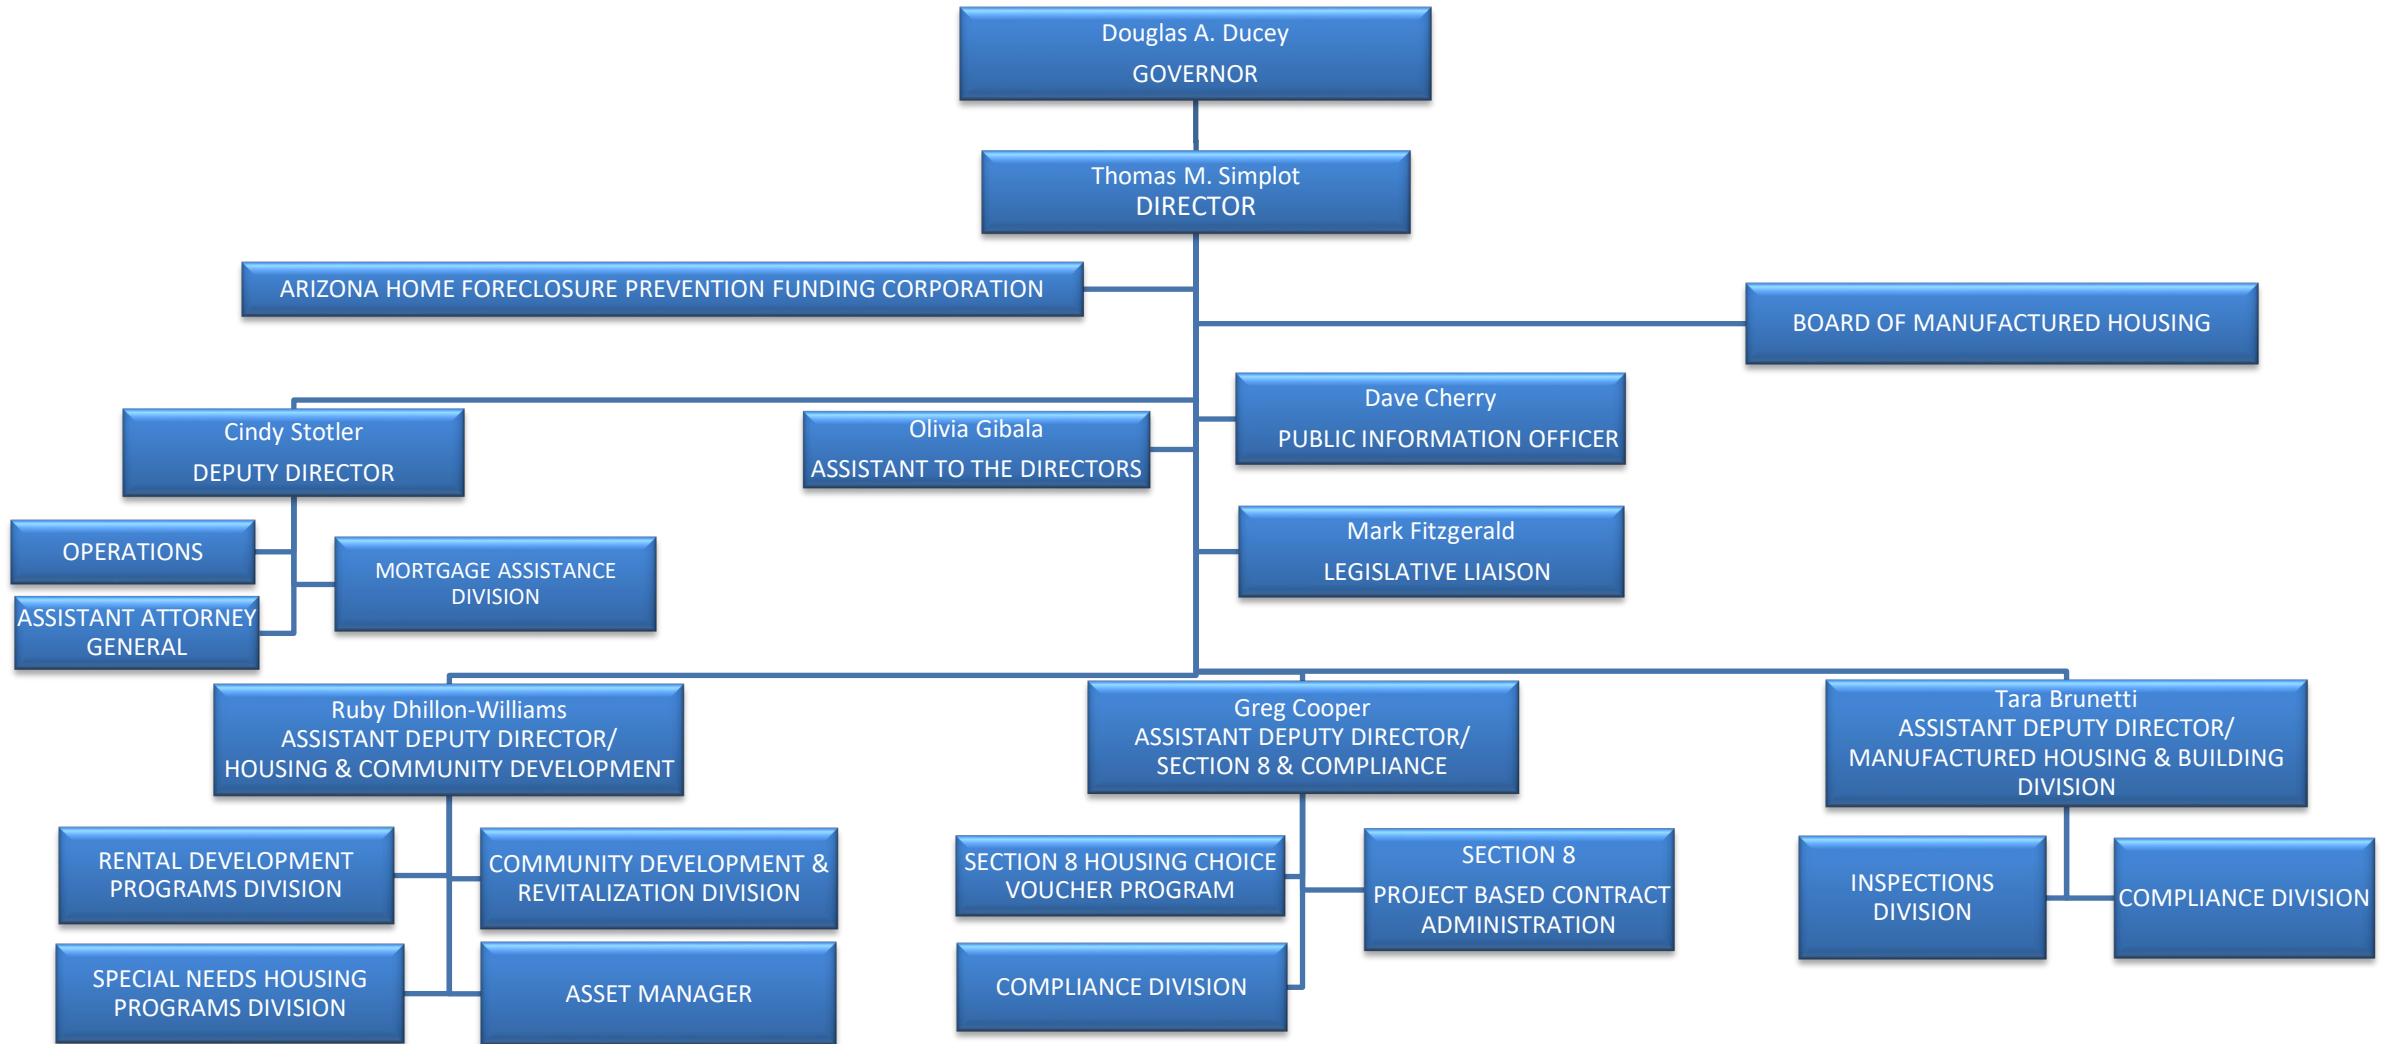 Douglas A. Ducey
GOVERNOR
Thomas M. Simplot
DIRECTOR
ARIZONA HOME FORECLOSURE PREVENTION FUNDING CORPORATION
BOARD OF MANUFACTURED HOUSING
Cindy Stotler
DEPUTY DIRECTOR
Olivia Gibala
ASSISTANT TO THE DIRECTORS
Dave Cherry
PUBLIC INFORMATION OFFICER
OPERATIONS
MORTGAGE ASSISTANCE
DIVISION
ASSISTANT ATTORNEY
GENERAL
Mark Fitzgerald
LEGISLATIVE LIAISON
Ruby Dhillon-Williams
ASSISTANT DEPUTY DIRECTOR/
HOUSING & COMMUNITY DEVELOPMENT
Greg Cooper
ASSISTANT DEPUTY DIRECTOR/
SECTION 8 & COMPLIANCE
Tara Brunetti
ASSISTANT DEPUTY DIRECTOR/
MANUFACTURED HOUSING & BUILDING
DIVISION
RENTAL DEVELOPMENT
PROGRAMS DIVISION
COMMUNITY DEVELOPMENT &
REVITALIZATION DIVISION
SECTION 8 HOUSING CHOICE
VOUCHER PROGRAM
SECTION 8
PROJECT BASED CONTRACT
ADMINISTRATION
INSPECTIONS
DIVISION
COMPLIANCE DIVISION
SPECIAL NEEDS HOUSING
PROGRAMS DIVISION
ASSET MANAGER
COMPLIANCE DIVISION